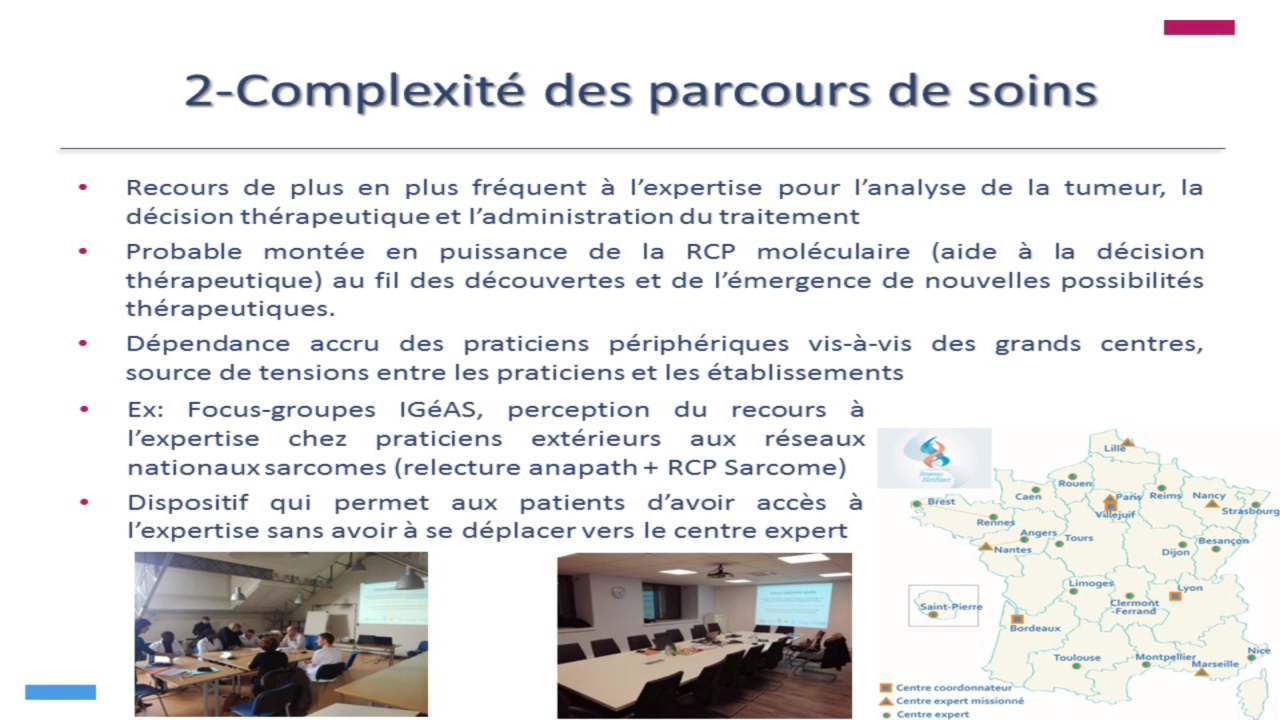 2-Complexité des parcours de soins
• Recours de plus en plus fréquent à l’expertise pour l’analyse de la tumeur, la
décision thérapeutique et l’administration du traitement
• Probable montée en puissance de la RCP moléculaire (aide à la décision
thérapeutique) au fil des découvertes et de l’émergence de nouvelles possibilités
thérapeutiques.
• Dépendance accru des praticiens périphériques vis-à-vis des grands centres,
source de tensions entre les praticiens et les établissements
• Ex: Focus-groupes IGéAS, perception du recours à
l’expertise chez praticiens extérieurs aux réseaux
nationaux sarcomes (relecture anapath + RCP Sarcome)
• Dispositif qui permet aux patients d’avoir accès à
l’expertise sans avoir à se déplacer vers le centre expert
Réseau
NetSarc
Lille
Rouen
Caen
Paris
Reims
Nancy
Brest
Villejuif
Strasbourg
Rennes
Angers
Tours
Besançon
Nantes
Dijon
Limoges
Lyon
Clermont
-Ferrand
Saint-Pierre
Bordeaux
Toulouse
Montpellier
Marseille
Nice
Centre coordonnateur
Centre expert missionné
Centre expert